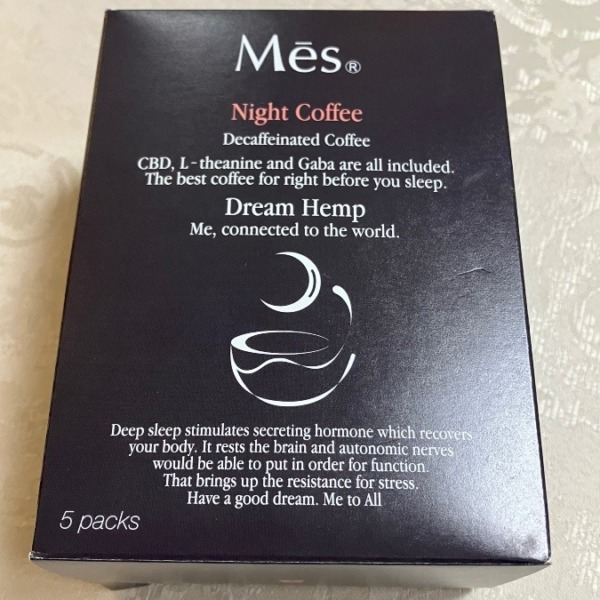 Mēs®
Night Coffee
Decaffeinated Coffee
CBD, L-theanine and Gaba are all included.
The best coffee for right before you sleep.
Dream Hemp
Me, connected to the world.
Deep sleep stimulates secreting hormone which recovers
your body. It rests the brain and autonomic nerves
would be able to put in order for function.
That brings up the resistance for stress.
Have a good dream. Me to All
5 packs